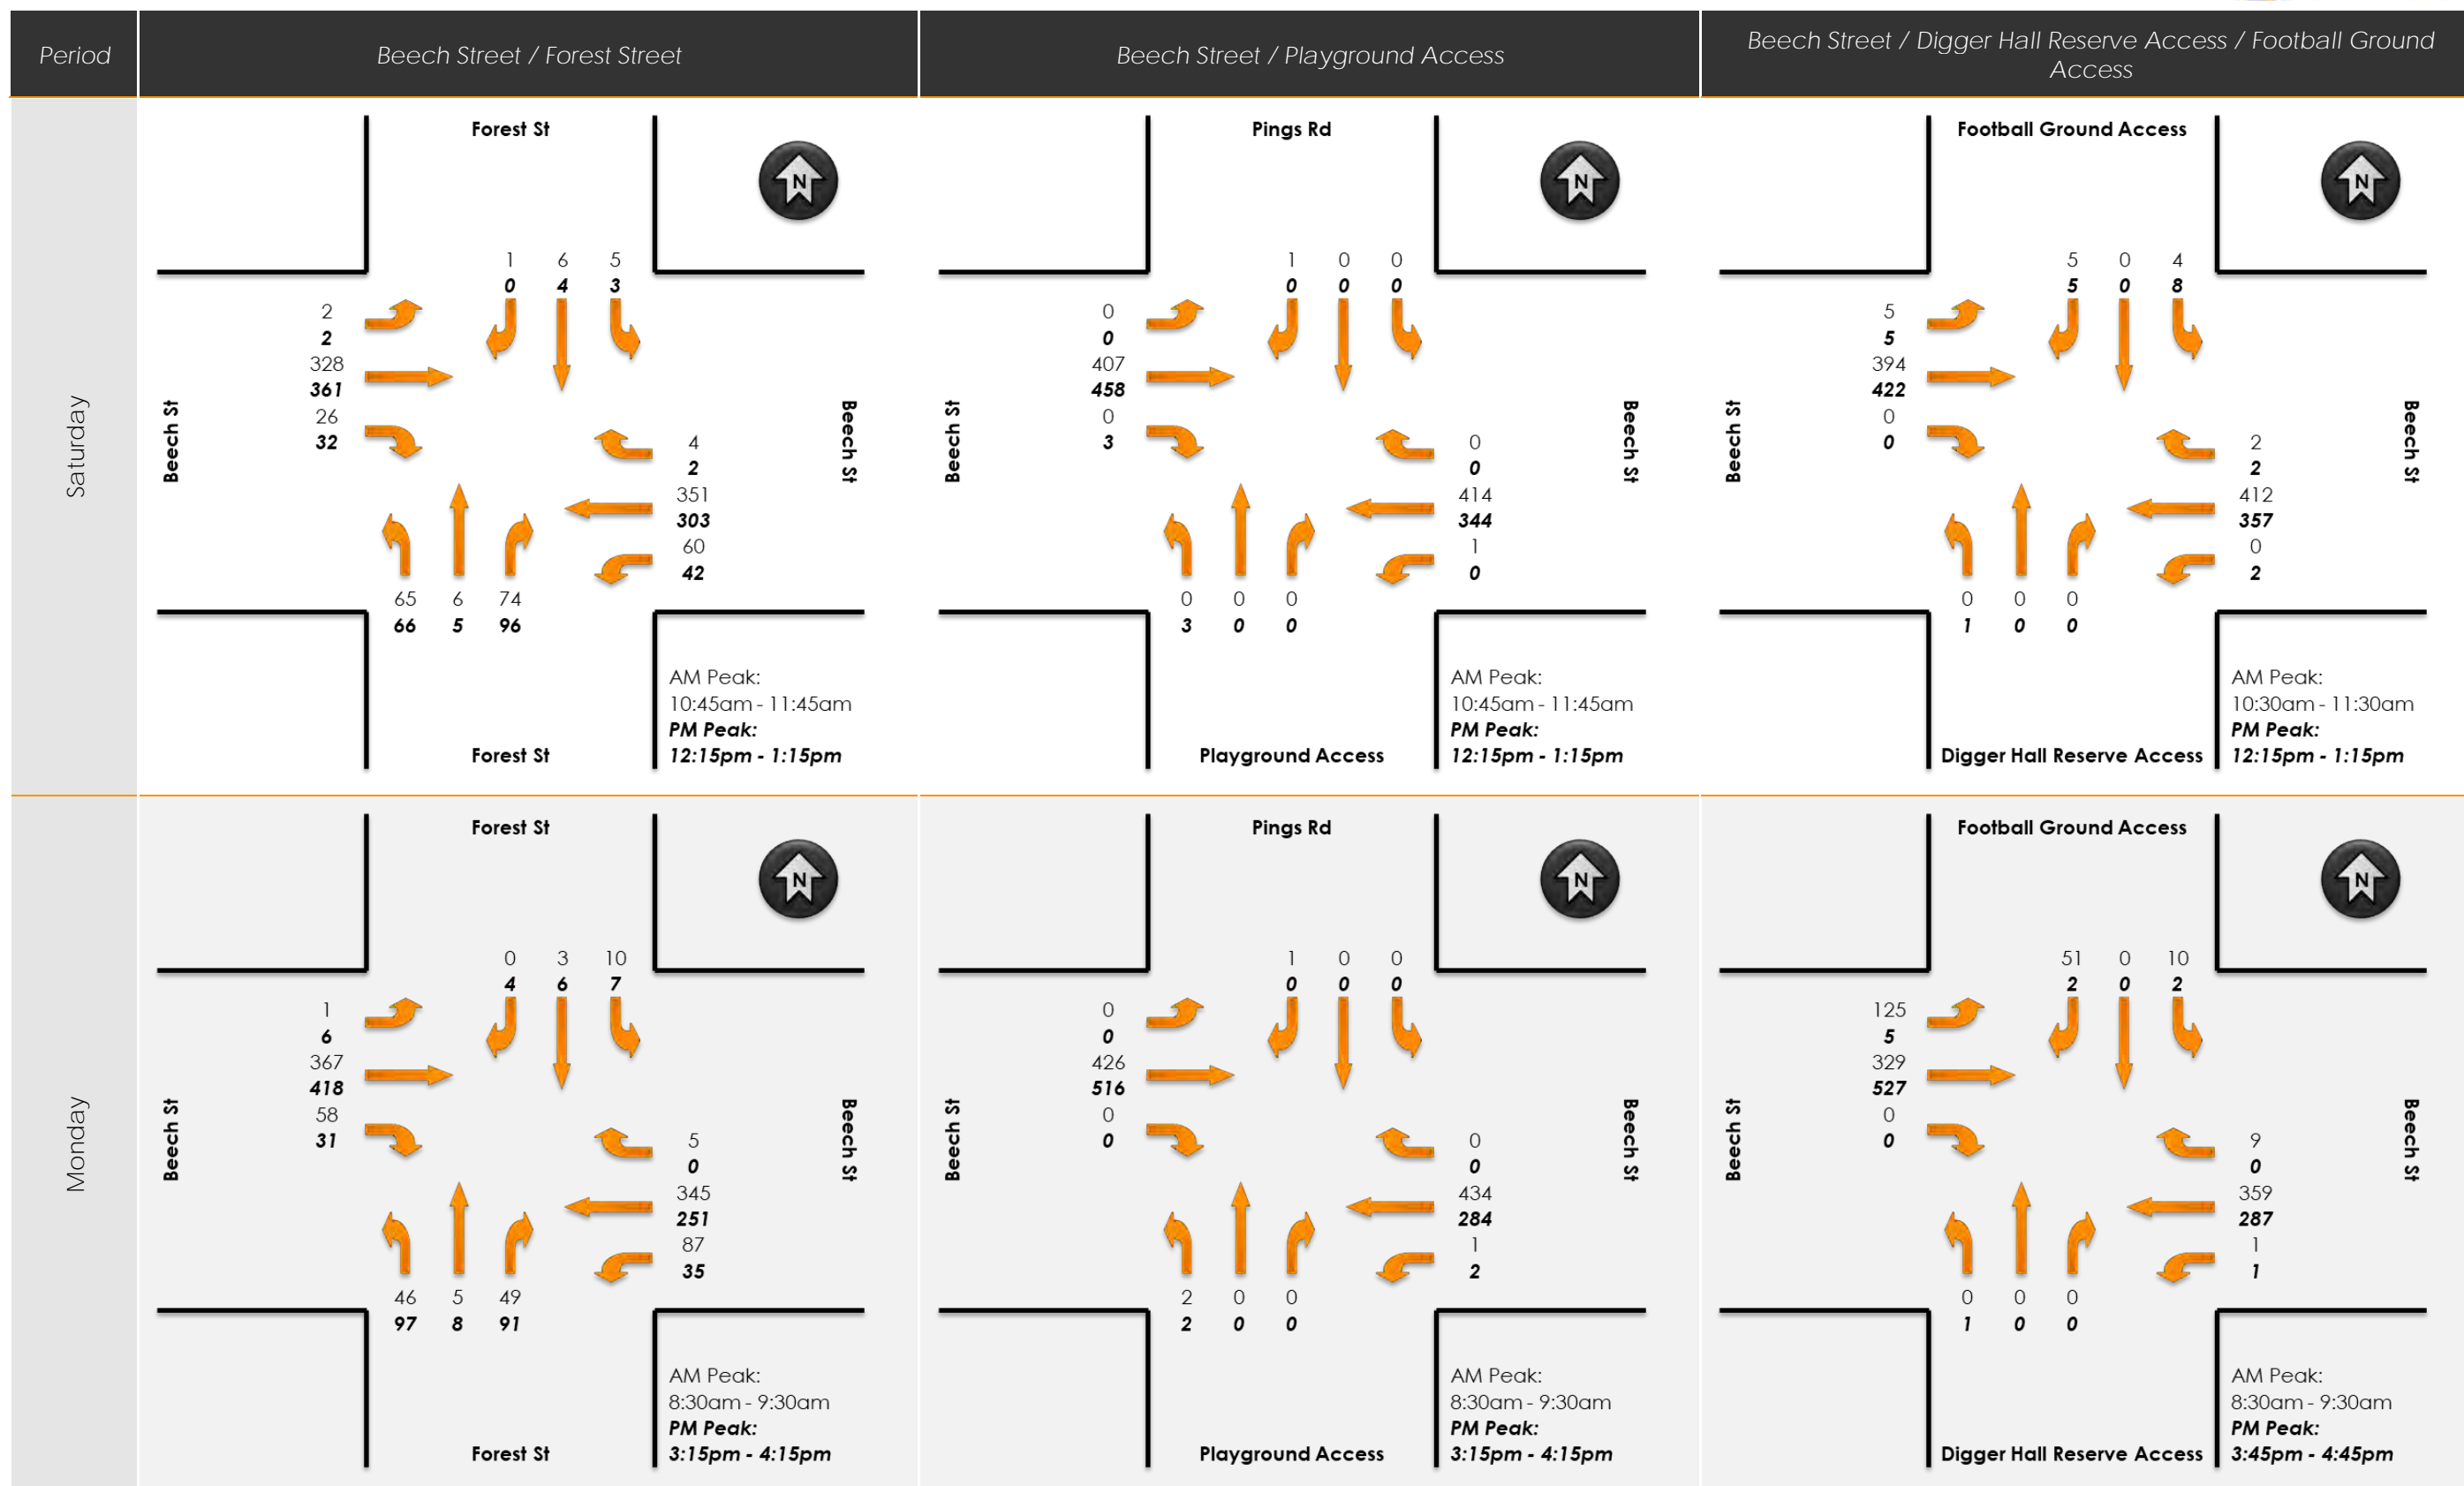 Period
Beech Street / Forest Street
Beech Street / Playground Access
Beech Street / Digger Hall Reserve Access / Football Ground
Access
Saturday
Forest St
N
1 6 5
0 4 3
2
2
328
361
26
32
Beech St
Beech St
4
2
351
303
60
42
65 6 74
66 5 96
AM Peak:
10:45am - 11:45am
PM Peak:
12:15pm - 1:15pm
Forest St
Pings Rd
N
1 0 0
0 0 0
0
0
407
458
0
3
Beech St
Beech St
0
0
414
344
1
0
0 0 0
3 0 0
AM Peak:
10:45am - 11:45am
PM Peak:
12:15pm - 1:15pm
Playground Access
Football Ground Access
N
5 0 4
5 0 8
5
5
394
422
0
0
Beech St
Beech St
2
2
412
357
0
2
0 0 0
1 0 0
AM Peak:
10:30am - 11:30am
PM Peak:
12:15pm - 1:15pm
Digger Hall Reserve Access
Monday
Forest St
N
0 3 10
4 6 7
1
6
367
418
58
31
Beech St
Beech St
5
0
345
251
87
35
46 5 49
97 8 91
AM Peak:
8:30am - 9:30am
PM Peak:
3:15pm - 4:15pm
Forest St
Pings Rd
N
1 0 0
0 0 0
0
0
426
516
0
0
Beech St
Beech St
0
0
434
284
1
2
2 0 0
2 0 0
AM Peak:
8:30am - 9:30am
PM Peak:
3:15pm - 4:15pm
Playground Access
Football Ground Access
N
51 0 10
2 0 2
125
5
329
527
0
0
Beech St
Beech St
9
0
359
287
1
1
0 0 0
1 0 0
AM Peak:
8:30am - 9:30am
PM Peak:
3:45pm - 4:45pm
Digger Hall Reserve Access